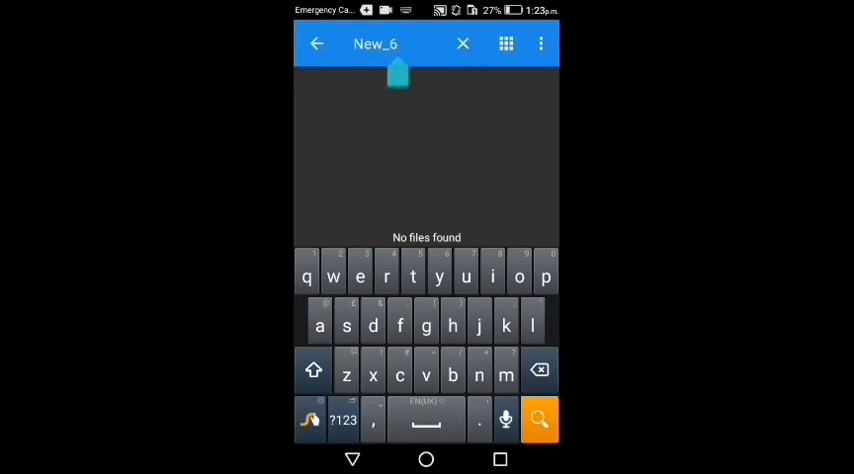 Emergency Ca... 27% 1:23p.m.
New_6
No files found
1 2 3 4 5 6 7 8 9 0
q w e r t y u i o p
@ £ & _ ( ) : ; '
a s d f g h j k l
! # = / + ?
z x c v b n m
EN(UK)
?123 , .